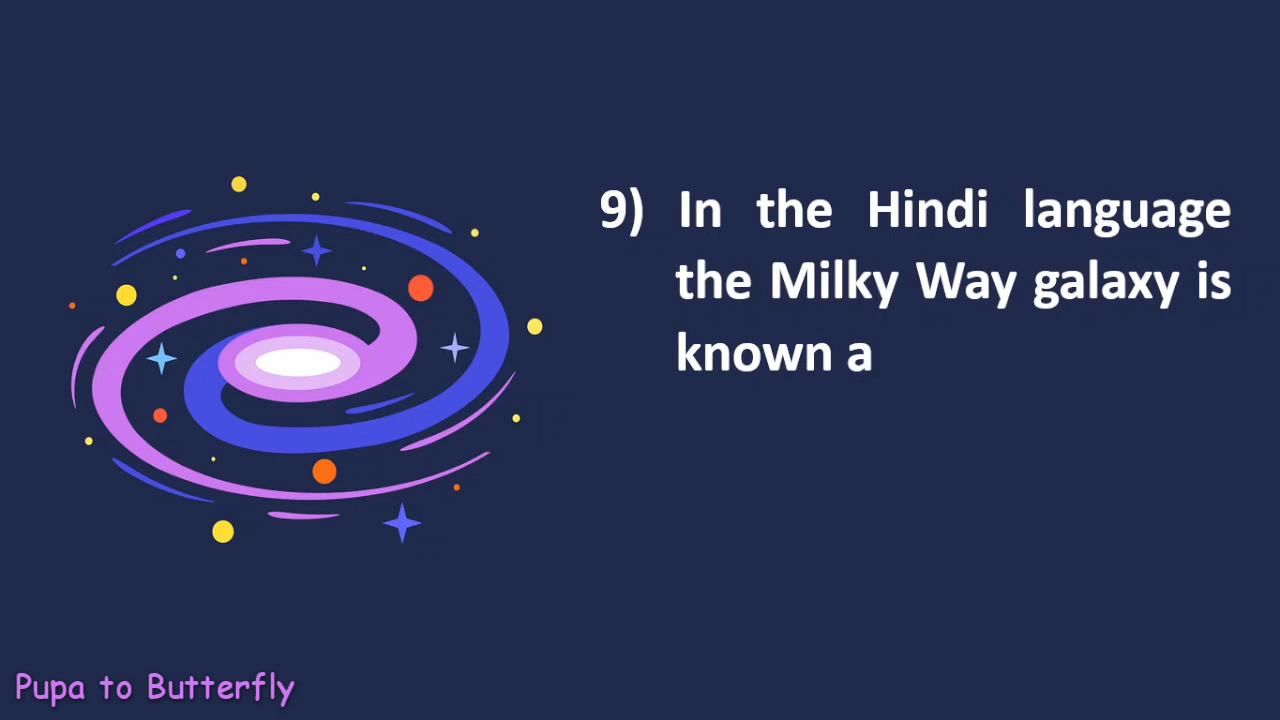 9) In the Hindi language
the Milky Way galaxy is
known a
Pupa to Butterfly